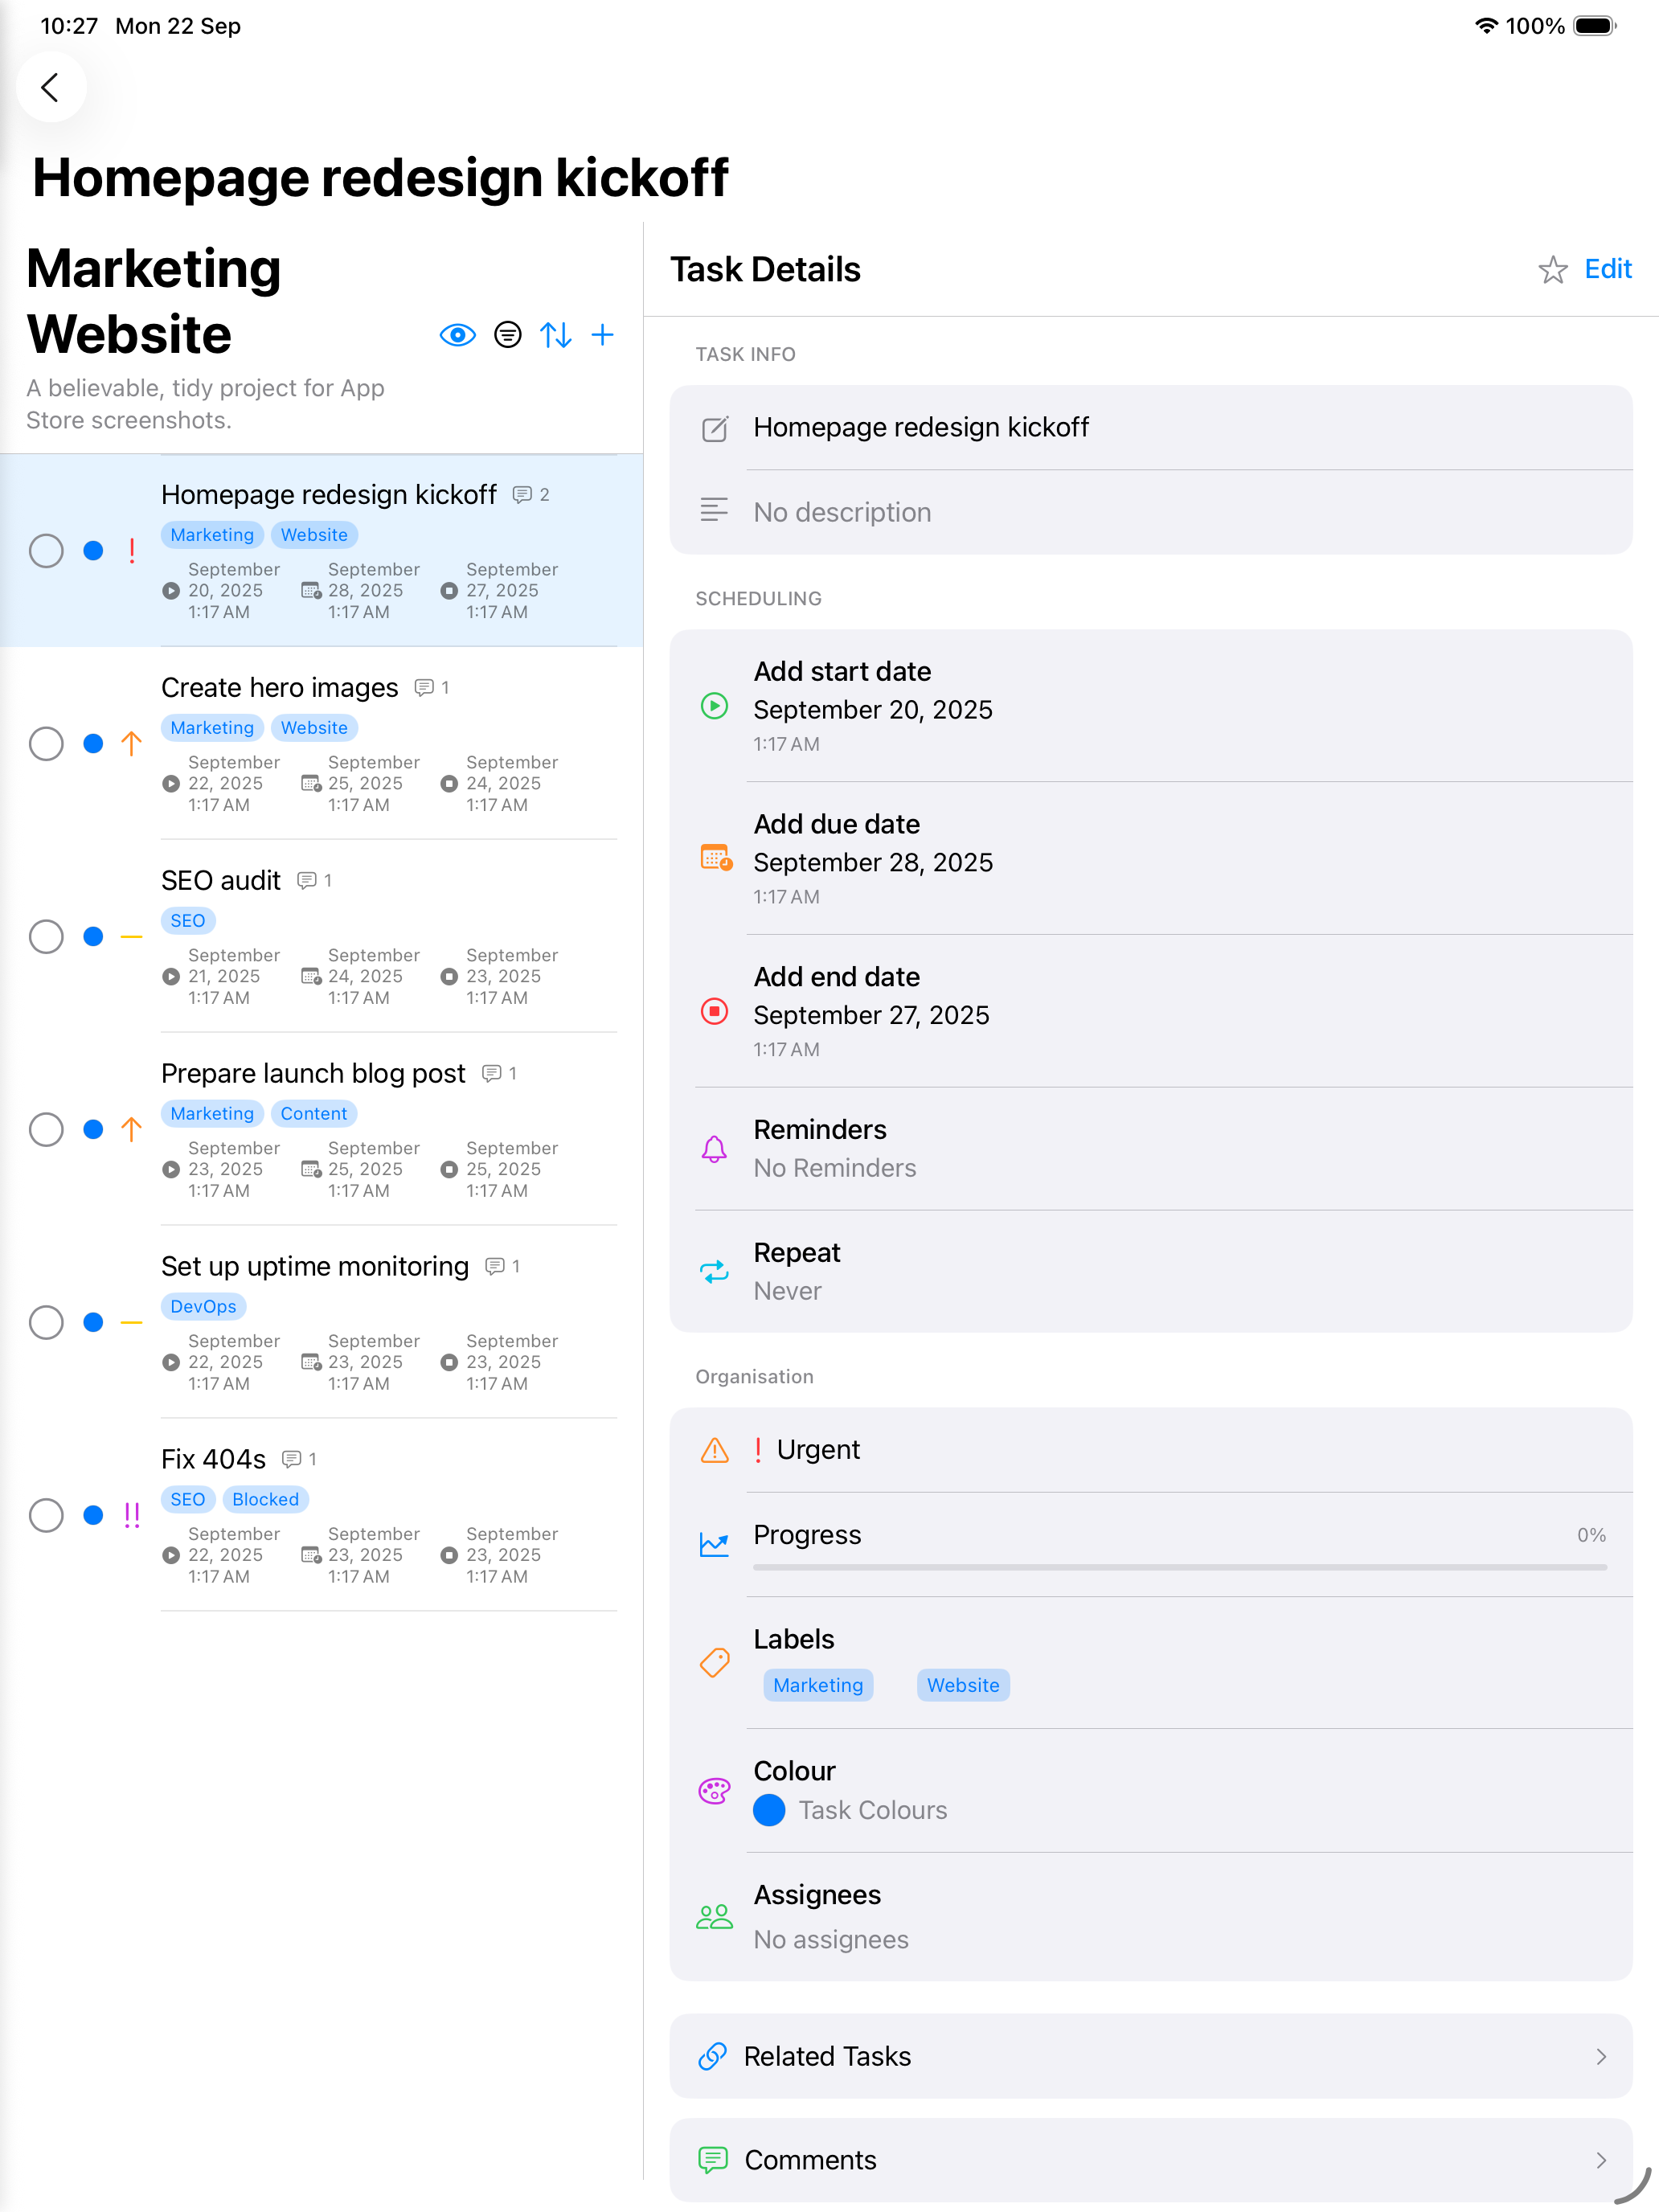 10:27 Mon 22 Sep
100%
Homepage redesign kickoff
Marketing
Website
A believable, tidy project for App
Store screenshots.
Homepage redesign kickoff 2
Marketing Website
September September September
20, 2025 28, 2025 27, 2025
1:17 AM 1:17 AM 1:17 AM
Create hero images 1
Marketing Website
September September September
22, 2025 25, 2025 24, 2025
1:17 AM 1:17 AM 1:17 AM
SEO audit 1
SEO
September September September
21, 2025 24, 2025 23, 2025
1:17 AM 1:17 AM 1:17 AM
Prepare launch blog post 1
Marketing Content
September September September
23, 2025 25, 2025 25, 2025
1:17 AM 1:17 AM 1:17 AM
Set up uptime monitoring 1
DevOps
September September September
22, 2025 23, 2025 23, 2025
1:17 AM 1:17 AM 1:17 AM
Fix 404s 1
SEO Blocked
September September September
22, 2025 23, 2025 23, 2025
1:17 AM 1:17 AM 1:17 AM
Task Details
Edit
TASK INFO
Homepage redesign kickoff
No description
SCHEDULING
Add start date
September 20, 2025
1:17 AM
Add due date
September 28, 2025
1:17 AM
Add end date
September 27, 2025
1:17 AM
Reminders
No Reminders
Repeat
Never
Organisation
! Urgent
Progress 0%
Labels
Marketing Website
Colour
Task Colours
Assignees
No assignees
Related Tasks
Comments